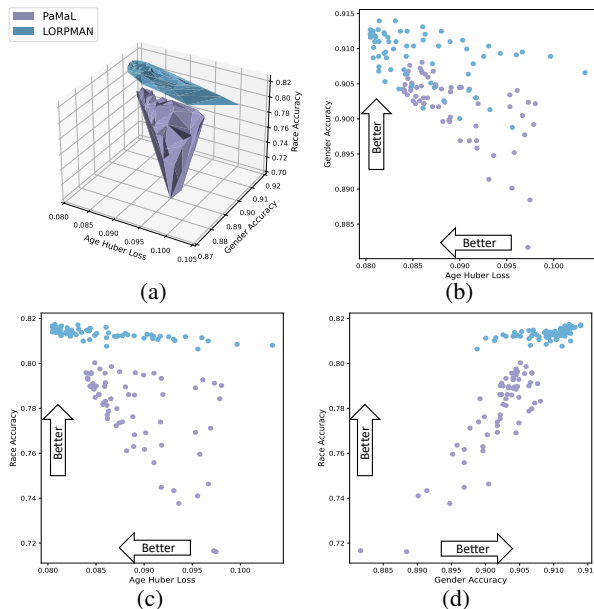 PaMaL
LORPMAN
0.82
0.80
0.78
0.76
0.74
0.72
0.70
Race Accuracy
0.92
0.91
0.90
0.89
0.88
0.87
Gender Accuracy
0.080
0.085
0.090
0.095
0.100
0.105
Age Huber Loss
(a)
0.915
0.910
0.905
0.900
0.895
0.890
0.885
Gender Accuracy
Better
Better
0.080 0.085 0.090 0.095 0.100
Age Huber Loss
(b)
0.82
0.80
0.78
0.76
0.74
0.72
Race Accuracy
Better
Better
0.080 0.085 0.090 0.095 0.100
Age Huber Loss
(c)
0.82
0.80
0.78
0.76
0.74
0.72
Race Accuracy
Better
Better
0.885 0.890 0.895 0.900 0.905 0.910 0.91
Gender Accuracy
(d)